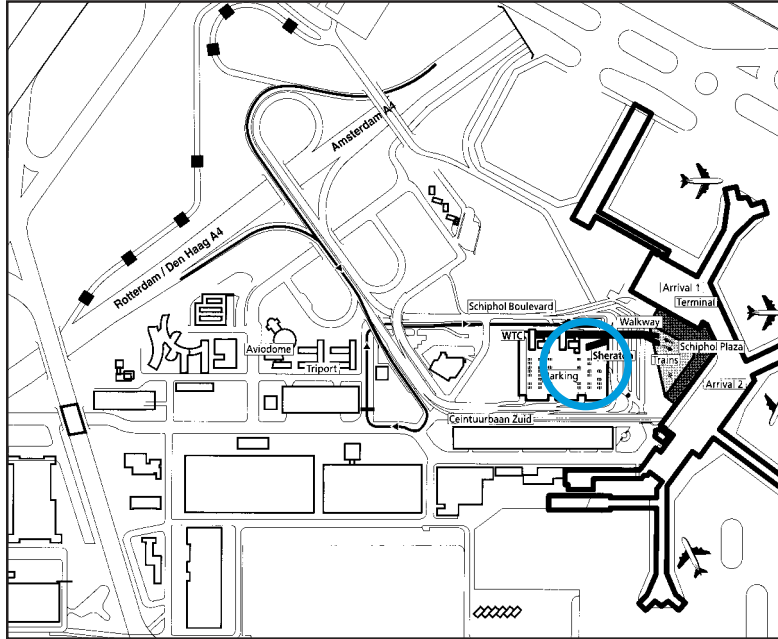 Amsterdam A4
Rotterdam / Den Haag A4
Arrival 1
Terminal
Schiphol Boulevard
Walkway
WTC
Schiphol Plaza
Sheraton
Trains
Aviodome
Triport
Parking
Arrival 2
Ceintuurbaan Zuid